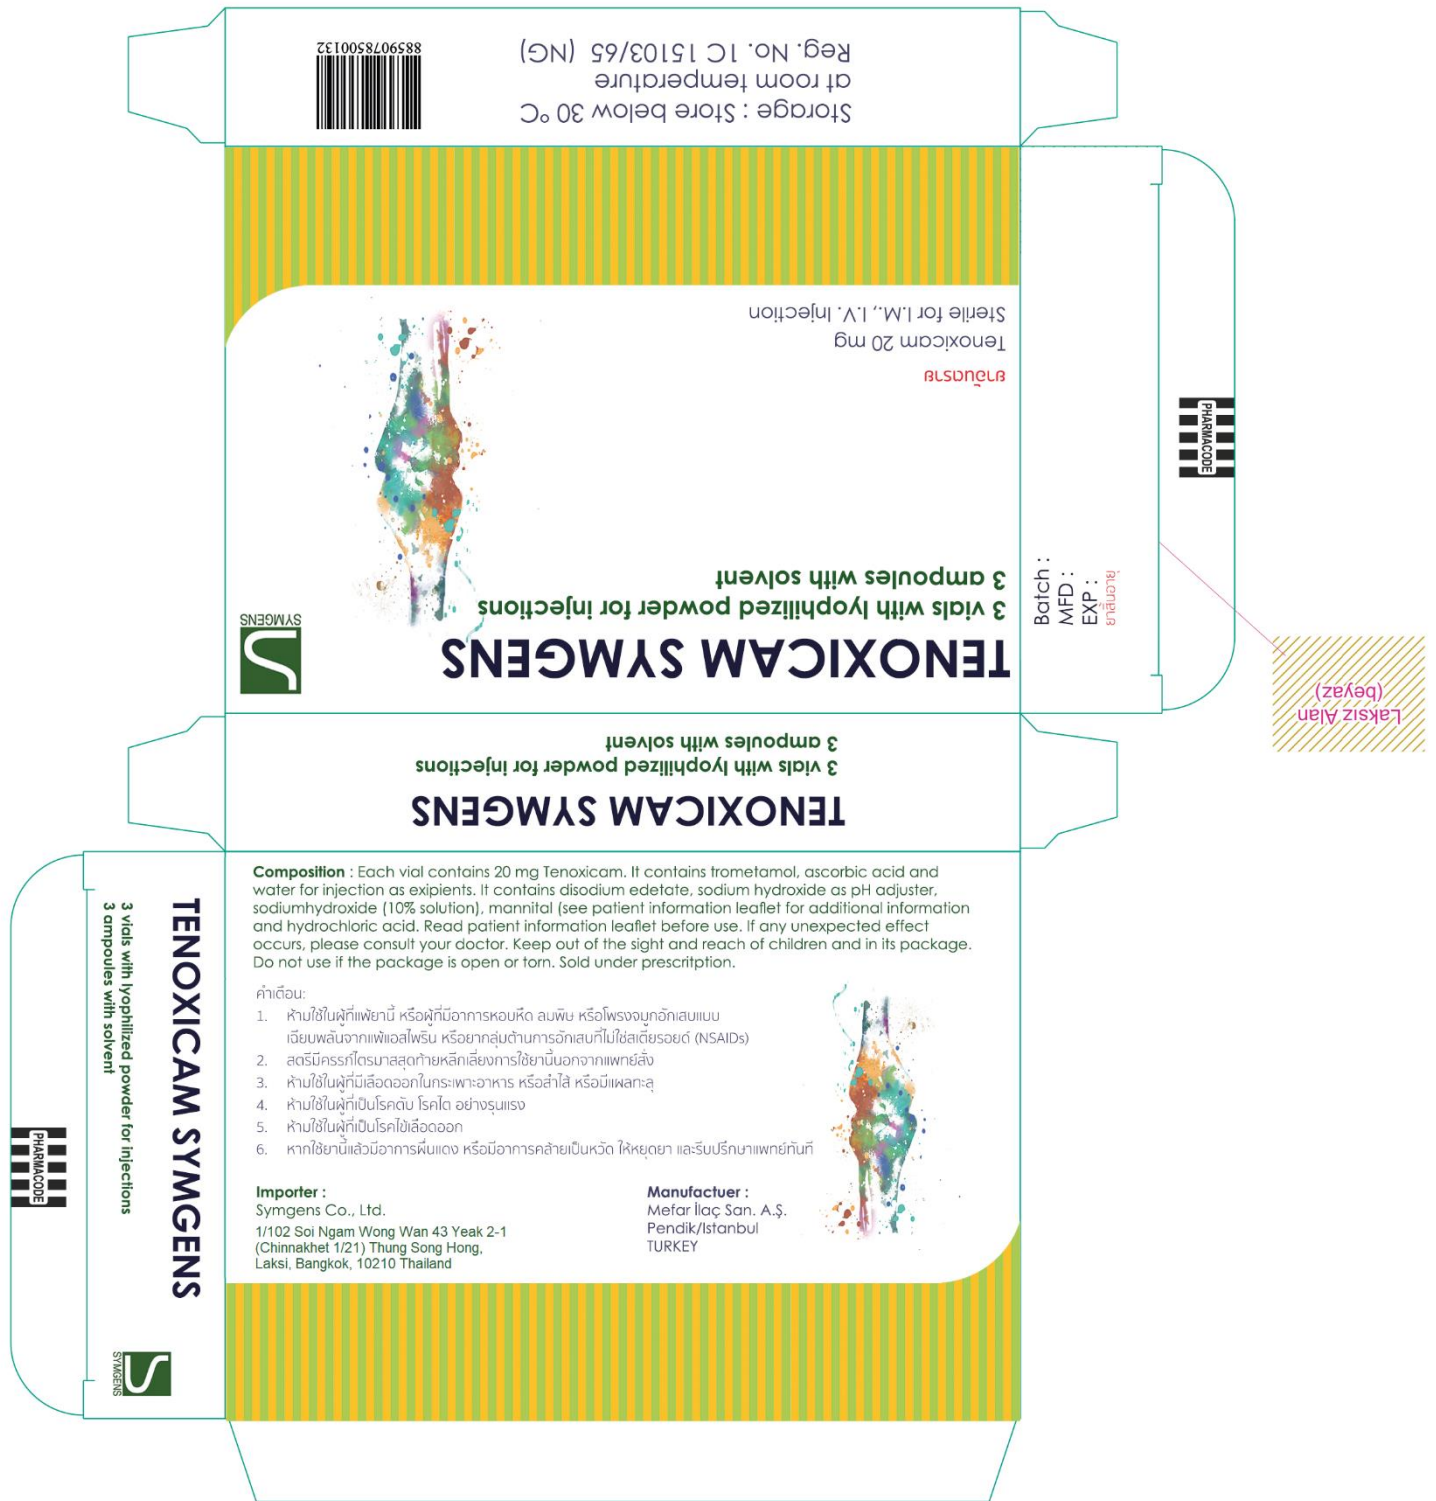 8859078500132
Storage : Store below 30 °C
at room temperature
Reg. No. 1C 15103/65 (NG)
TENOXICAM SYMGENS
3 vials with lyophilized powder for injections
3 ampoules with solvent
ยาอันตราย
Tenoxicam 20 mg
Sterile for I.M., I.V. Injection
SYMGENS
Batch :
MFD :
EXP :
ยาสิ้นอายุ
PHARMACODE
Laksız Alan
(beyaz)
TENOXICAM SYMGENS
3 vials with lyophilized powder for injections
3 ampoules with solvent
Composition : Each vial contains 20 mg Tenoxicam. It contains trometamol, ascorbic acid and
water for injection as exipients. It contains disodium edetate, sodium hydroxide as pH adjuster,
sodiumhydroxide (10% solution), mannital (see patient information leaflet for additional information
and hydrochloric acid. Read patient information leaflet before use. If any unexpected effect
occurs, please consult your doctor. Keep out of the sight and reach of children and in its package.
Do not use if the package is open or torn. Sold under prescritption.
คำเตือน:
1. ห้ามใช้ในผู้ที่แพ้ยานี้ หรือผู้ที่มีอาการหอบหืด ลมพิษ หรือโพรงจมูกอักเสบแบบ
เฉียบพลันจากแพ้แอสไพริน หรือยากลุ่มต้านการอักเสบที่ไม่ใช่สเตียรอยด์ (NSAIDs)
2. สตรีมีครรภ์ไตรมาสสุดท้ายหลีกเลี่ยงการใช้ยานี้นอกจากแพทย์สั่ง
3. ห้ามใช้ในผู้ที่มีเลือดออกในกระเพาะอาหาร หรือลำไส้ หรือมีแผลทะลุ
4. ห้ามใช้ในผู้ที่เป็นโรคตับ โรคไต อย่างรุนแรง
5. ห้ามใช้ในผู้ที่เป็นโรคไข้เลือดออก
6. หากใช้ยานี้แล้วมีอาการผื่นแดง หรือมีอาการคล้ายเป็นหวัด ให้หยุดยา และรีบปรึกษาแพทย์ทันที
Importer :
Symgens Co., Ltd.
1/102 Soi Ngam Wong Wan 43 Yeak 2-1
(Chinnakhet 1/21) Thung Song Hong,
Laksi, Bangkok, 10210 Thailand
Manufactuer :
Mefar İlaç San. A.Ş.
Pendik/Istanbul
TURKEY
TENOXICAM SYMGENS
3 vials with lyophilized powder for injections
3 ampoules with solvent
SYMGENS
PHARMACODE